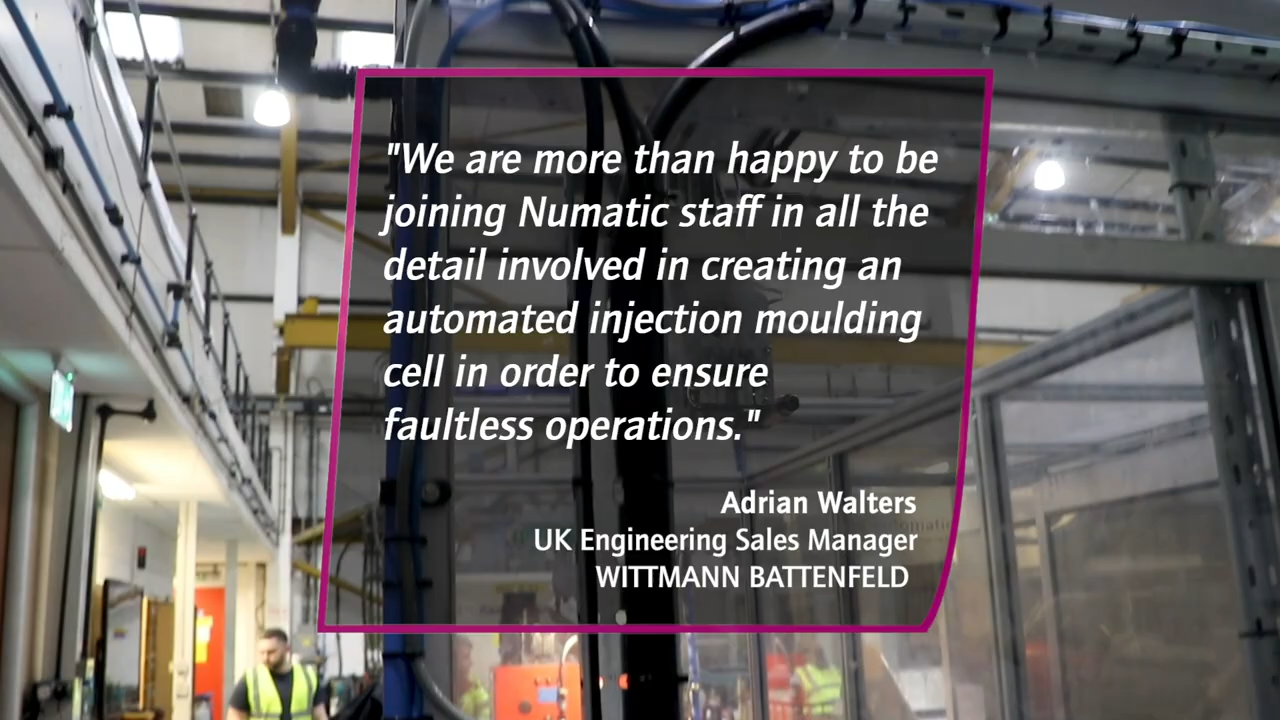 "We are more than happy to be
joining Numatic staff in all the
detail involved in creating an
automated injection moulding
cell in order to ensure
faultless operations."
Adrian Walters
UK Engineering Sales Manager
WITTMANN BATTENFELD